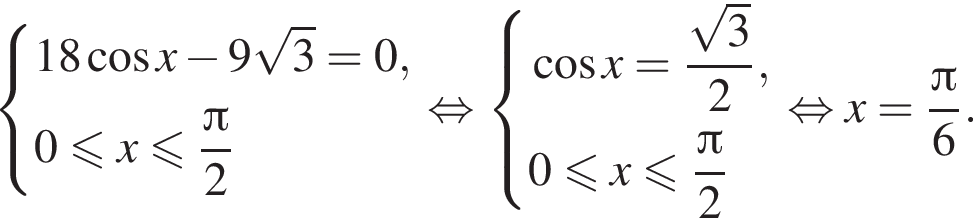 { 18 cos x − 9√3 = 0, 0 ⩽ x ⩽ π/2 ⇔ { cos x = √3/2, 0 ⩽ x ⩽ π/2 ⇔ x = π/6.